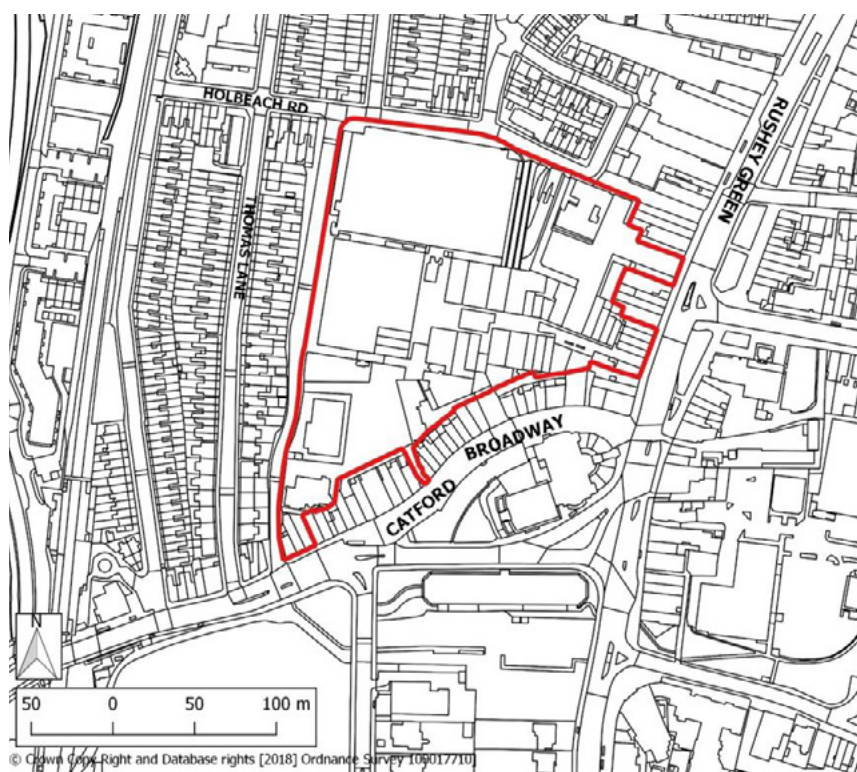 HOLBEACH RD
RUSHEY GREEN
THOMAS LANE
CATFORD BROADWAY
N
50 0 50 100 m
© Crown Copy Right and Database rights [2018] Ordnance Survey 100017710